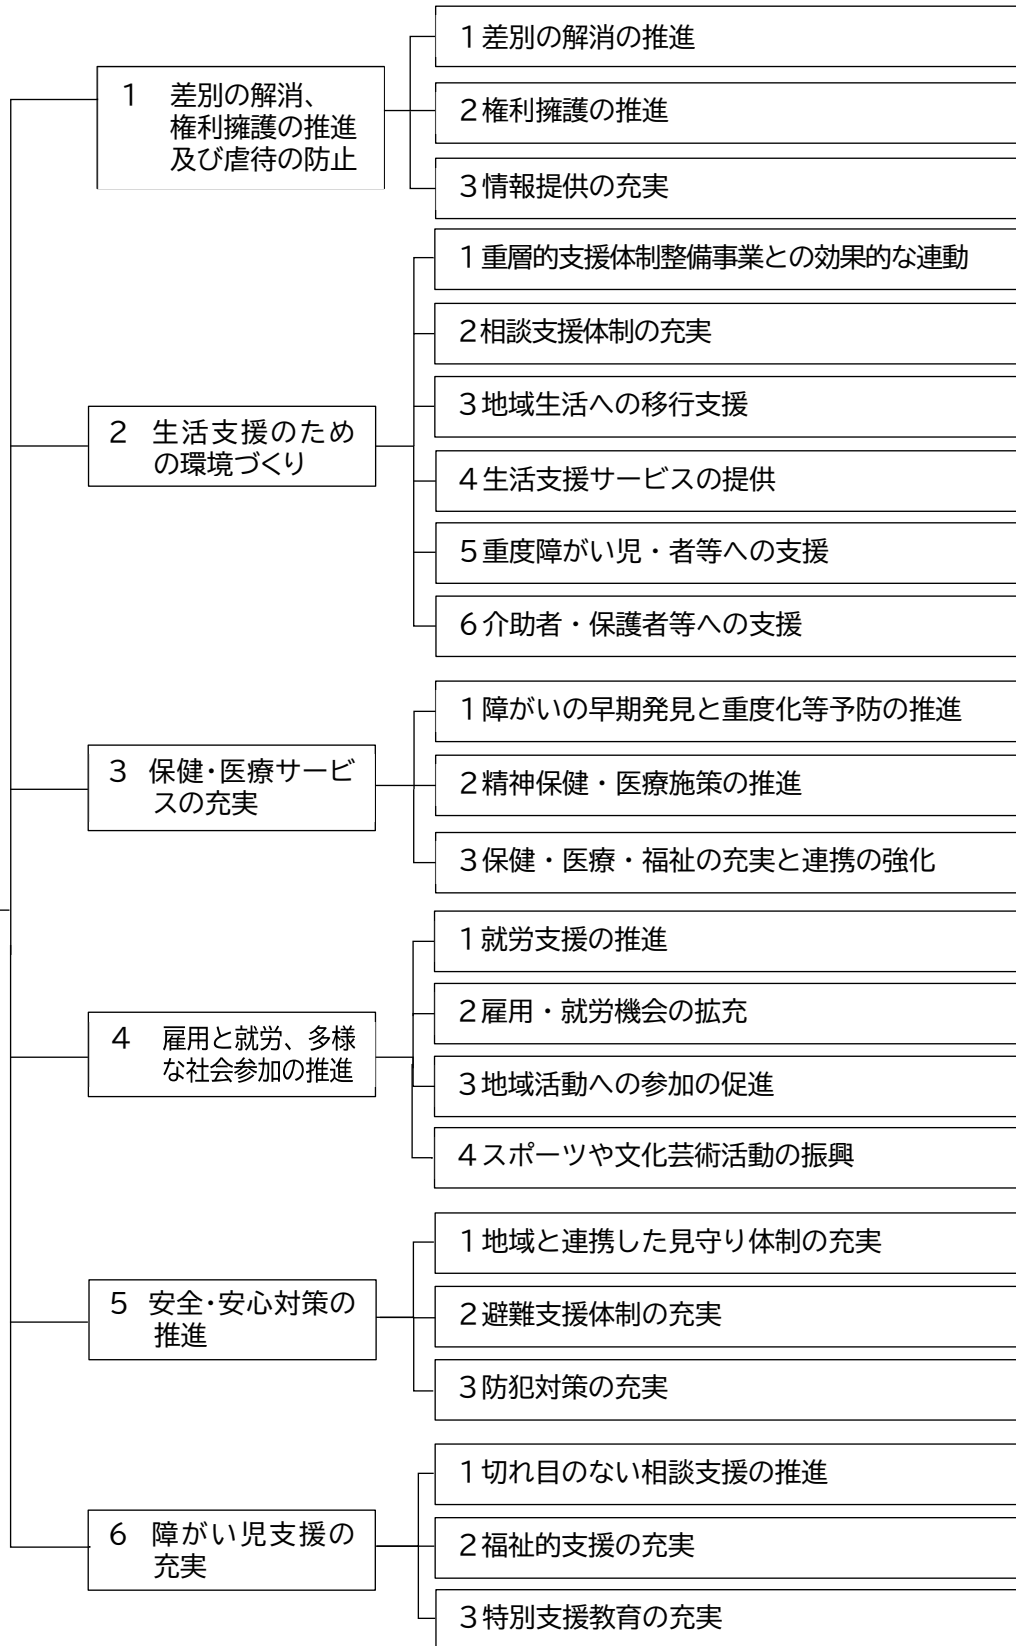 1 差別の解消、
権利擁護の推進
及び虐待の防止
1 差別の解消の推進
2 権利擁護の推進
3 情報提供の充実
2 生活支援のため
の環境づくり
1 重層的支援体制整備事業との効果的な連動
2 相談支援体制の充実
3 地域生活への移行支援
4 生活支援サービスの提供
5 重度障がい児・者等への支援
6 介助者・保護者等への支援
3 保健・医療サービ
スの充実
1 障がいの早期発見と重度化等予防の推進
2 精神保健・医療施策の推進
3 保健・医療・福祉の充実と連携の強化
4 雇用と就労、多様
な社会参加の推進
1 就労支援の推進
2 雇用・就労機会の拡充
3 地域活動への参加の促進
4 スポーツや文化芸術活動の振興
5 安全・安心対策の
推進
1 地域と連携した見守り体制の充実
2 避難支援体制の充実
3 防犯対策の充実
6 障がい児支援の
充実
1 切れ目のない相談支援の推進
2 福祉的支援の充実
3 特別支援教育の充実